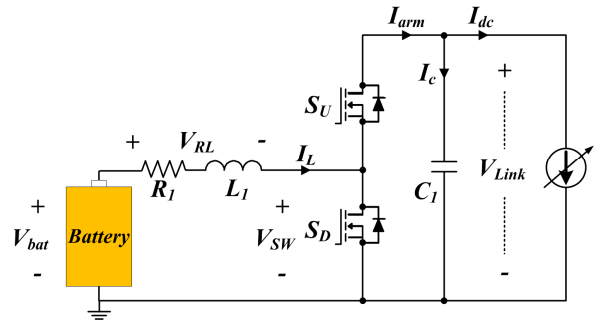 I_arm
I_dc
I_c
+
S_U
+
V_RL
-
I_L
R_1
L_1
C_1
V_Link
+
V_bat
-
Battery
+
V_SW
-
S_D
-